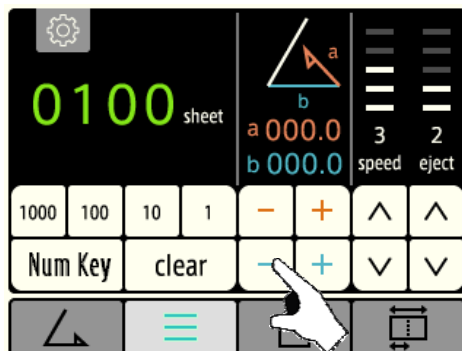 0100 sheet
a
b
a 000.0
b 000.0
3 2
speed eject
1000 100 10 1 − +
Num Key clear − +